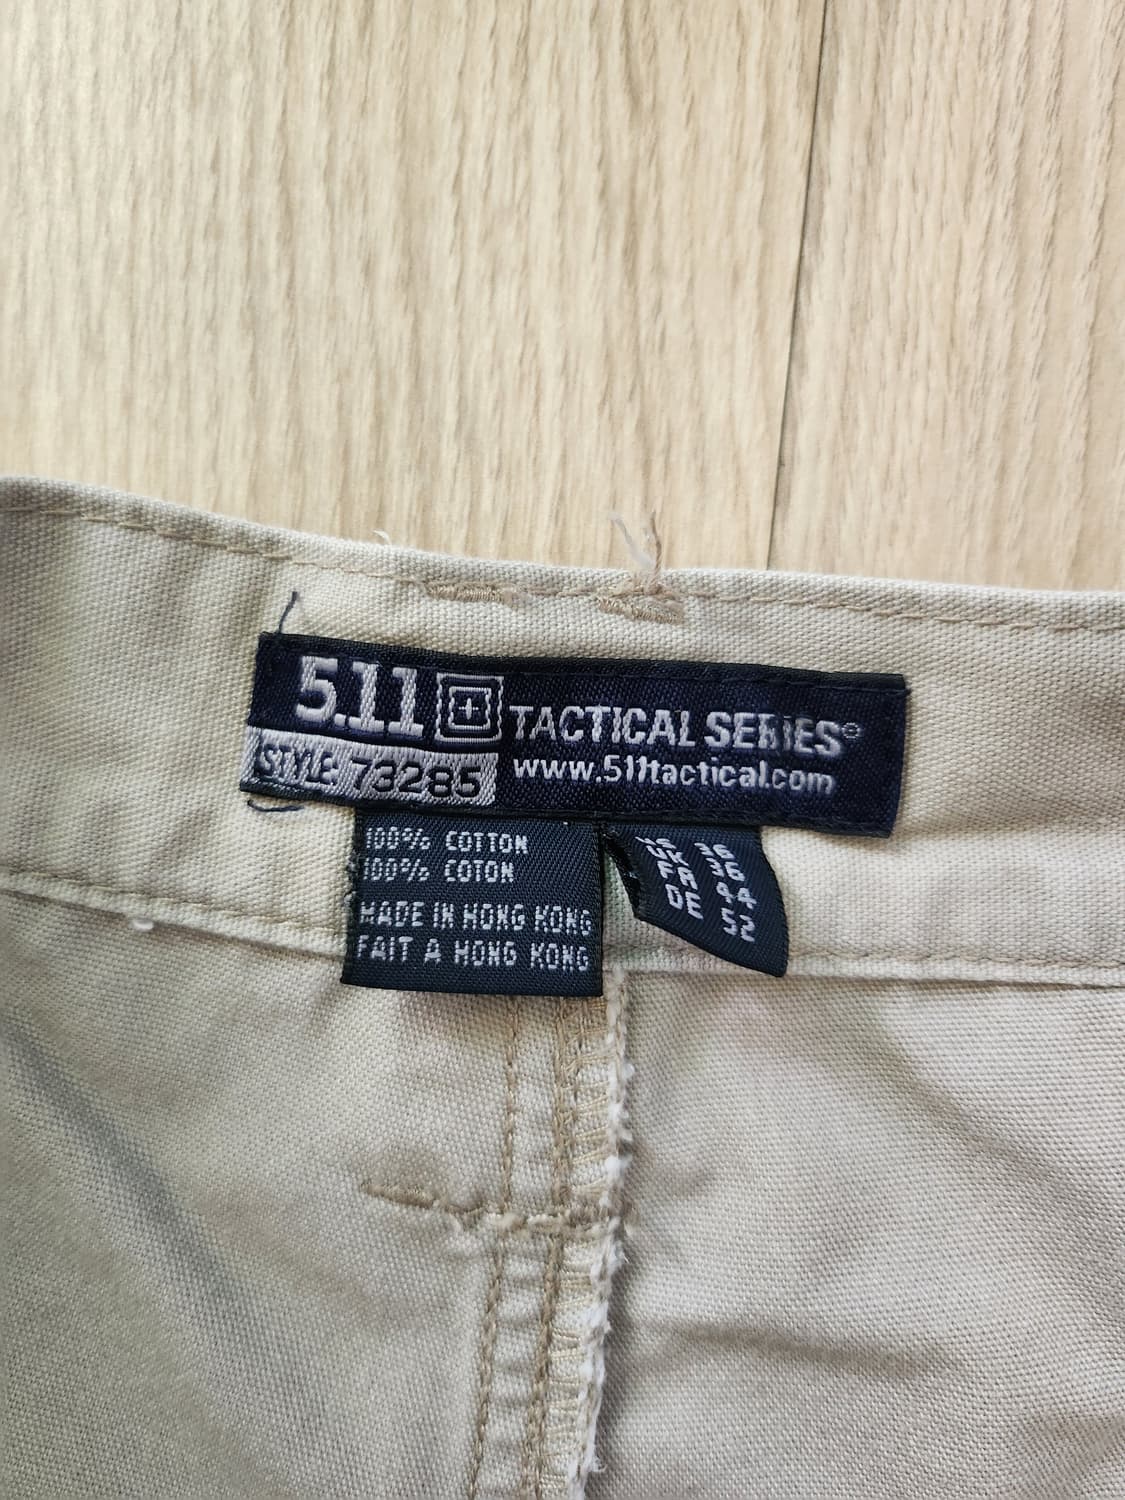 5.11 TACTICAL SERIES®
www.511tactical.com
STYLE: 73285
100% COTTON
100% COTON
MADE IN HONG KONG
FAIT A HONG KONG
US 36
UK 36
FR 44
DE 52